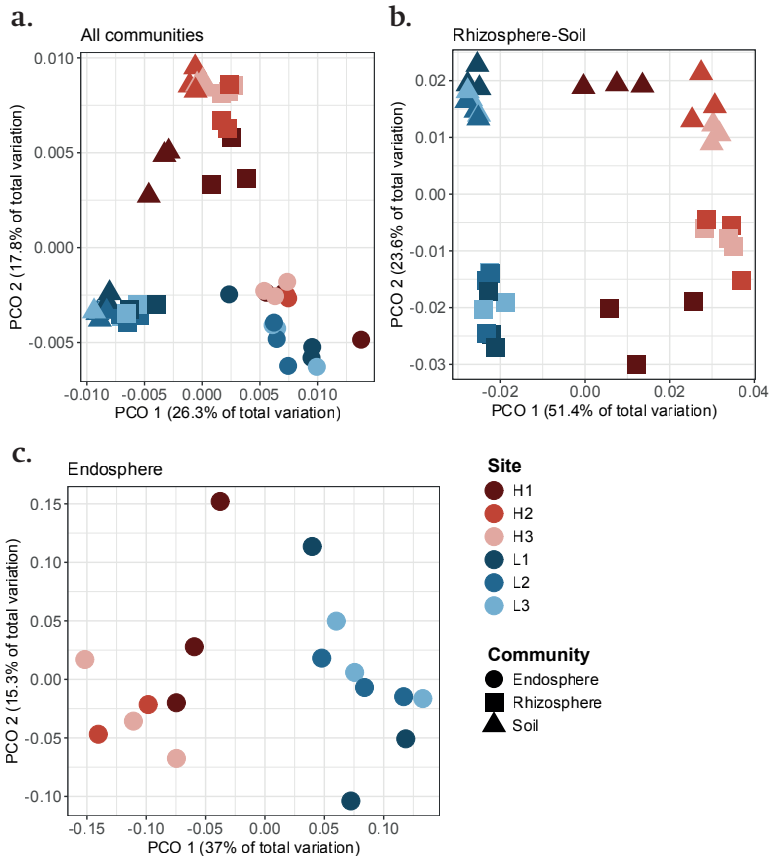 a.
All communities
0.010
0.005
0.000
-0.005
PCO 2 (17.8% of total variation)
-0.010 -0.005 0.000 0.005 0.010
PCO 1 (26.3% of total variation)
b.
Rhizosphere-Soil
0.02
0.01
0.00
-0.01
-0.02
-0.03
PCO 2 (23.6% of total variation)
-0.02 0.00 0.02 0.04
PCO 1 (51.4% of total variation)
c.
Endosphere
0.15
0.10
0.05
0.00
-0.05
-0.10
PCO 2 (15.3% of total variation)
-0.15 -0.10 -0.05 0.00 0.05 0.10
PCO 1 (37% of total variation)
Site
H1
H2
H3
L1
L2
L3
Community
Endosphere
Rhizosphere
Soil